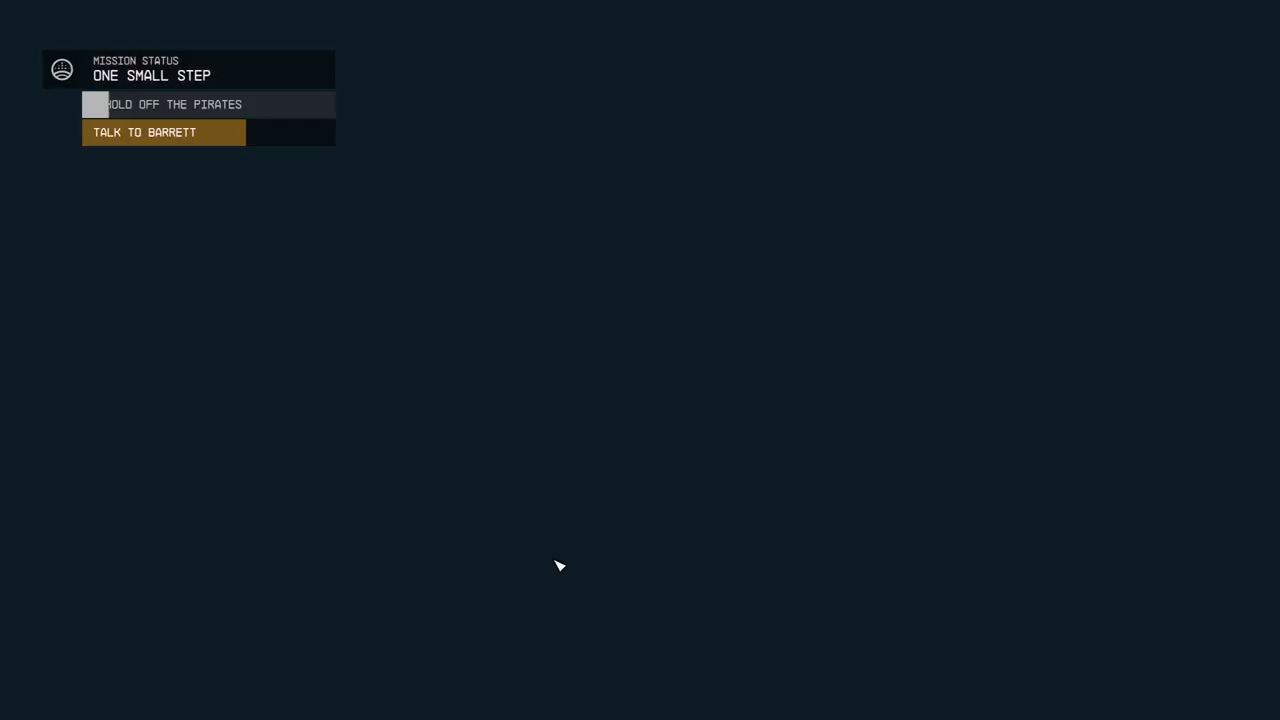 MISSION STATUS
ONE SMALL STEP
HOLD OFF THE PIRATES
TALK TO BARRETT